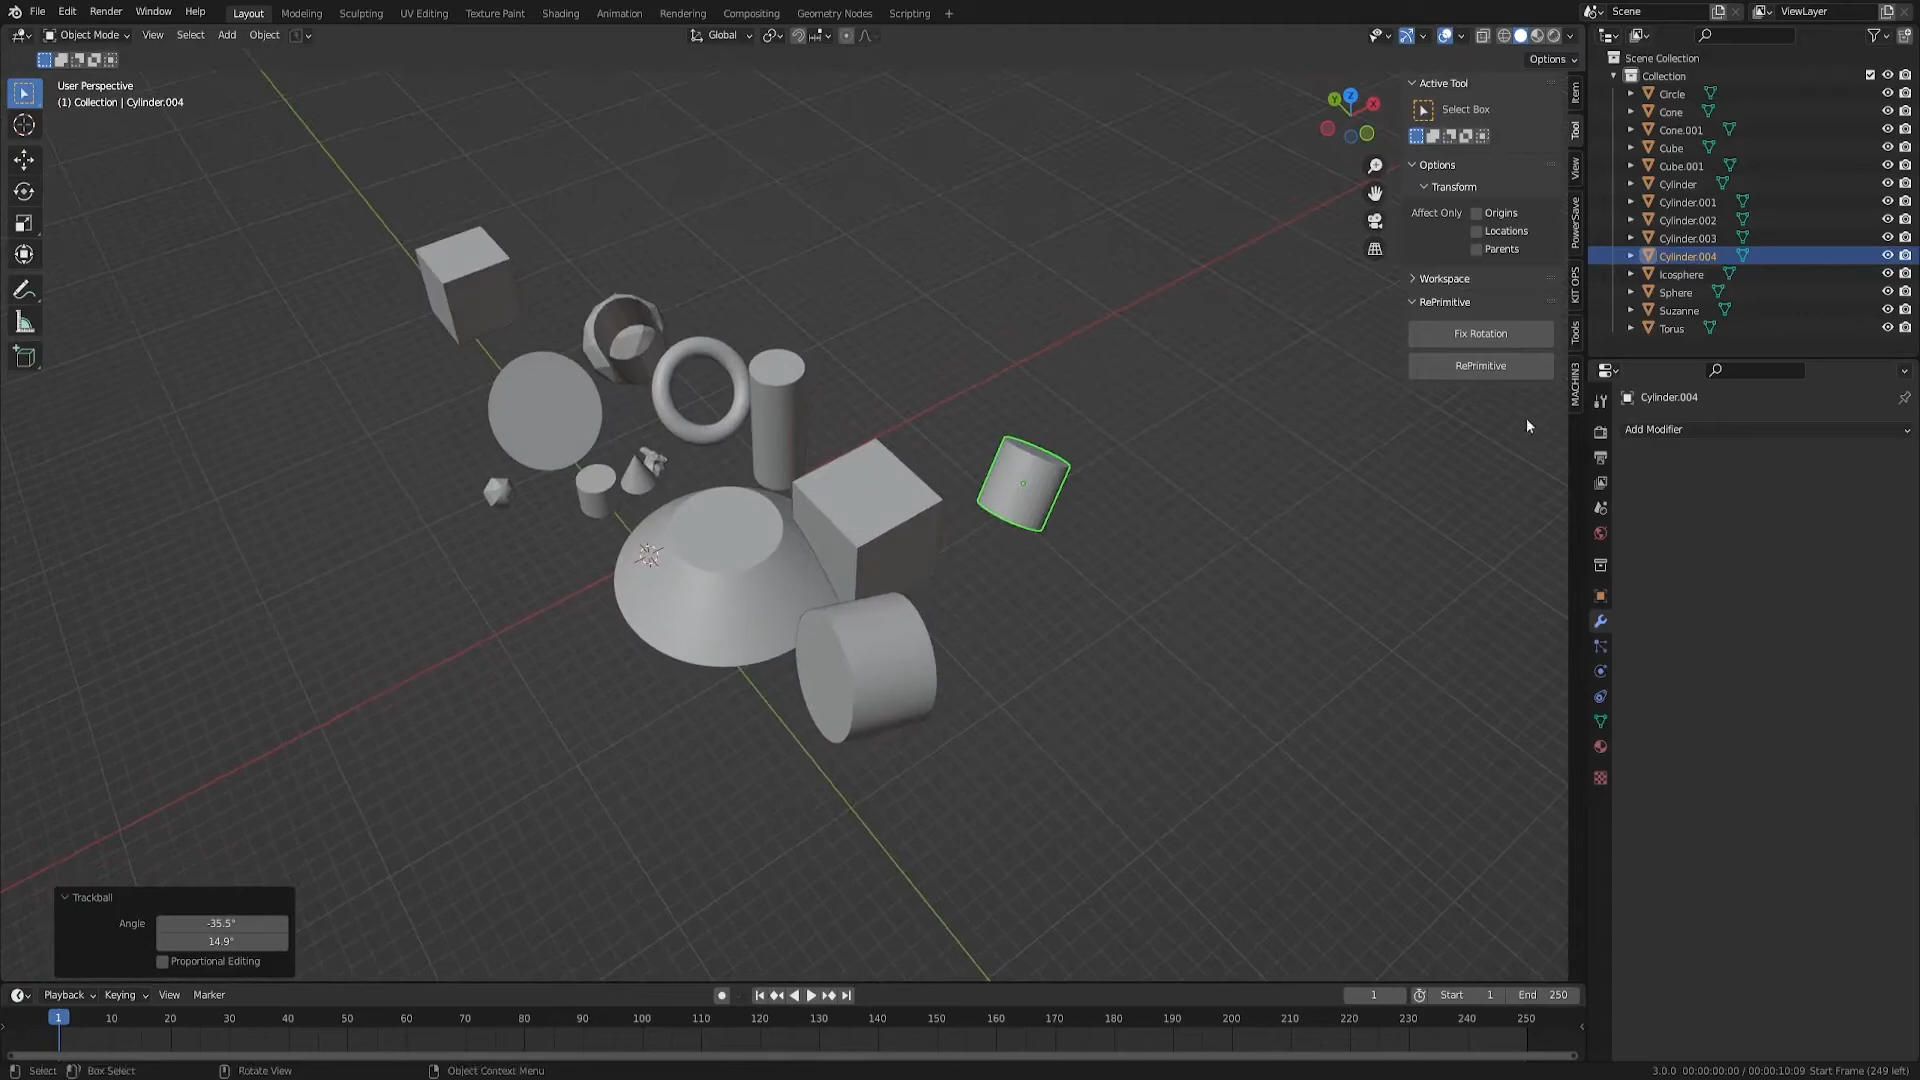 File Edit Render Window Help Layout Modeling Sculpting UV Editing Texture Paint Shading Animation Rendering Compositing Geometry Nodes Scripting + Scene ViewLayer
Object Mode View Select Add Object Global
Options
User Perspective
(1) Collection | Cylinder.004
Z
Y
X
Active Tool
Select Box
Options
Transform
Affect Only Origins
Locations
Parents
Workspace
RePrimitive
Fix Rotation
RePrimitive
Item
Tool
View
PowerSave
KIT OPS
Tools
MACHIN3
Scene Collection
Collection
Circle
Cone
Cone.001
Cube
Cube.001
Cylinder
Cylinder.001
Cylinder.002
Cylinder.003
Cylinder.004
Icosphere
Sphere
Suzanne
Torus
Cylinder.004
Add Modifier
Trackball
Angle -35.5°
14.9°
Proportional Editing
Playback Keying View Marker 1 Start 1 End 250
1 10 20 30 40 50 60 70 80 90 100 110 120 130 140 150 160 170 180 190 200 210 220 230 240 250
Select Box Select Rotate View Object Context Menu 3.0.0 00:00:00:00 / 00:00:10:09 Start Frame (249 left)